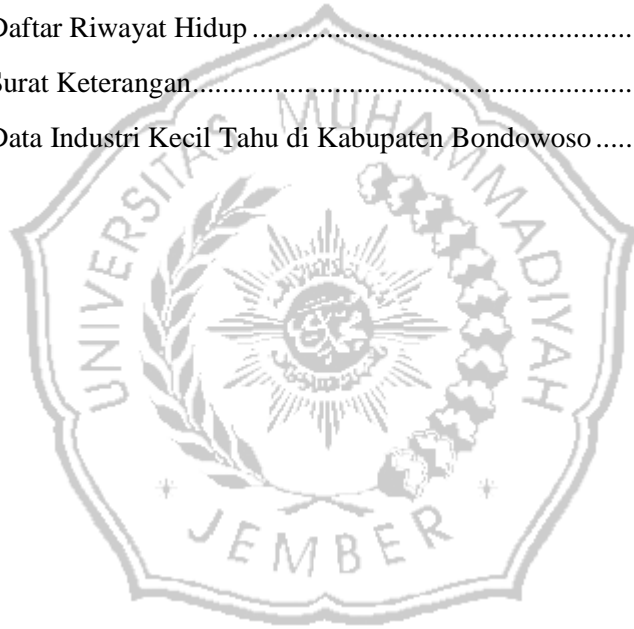 Daftar Riwayat Hidup ..................................................
Surat Keterangan..........................................................
Data Industri Kecil Tahu di Kabupaten Bondowoso .....
UNIVERSITAS MUHAMMADIYAH
JEMBER